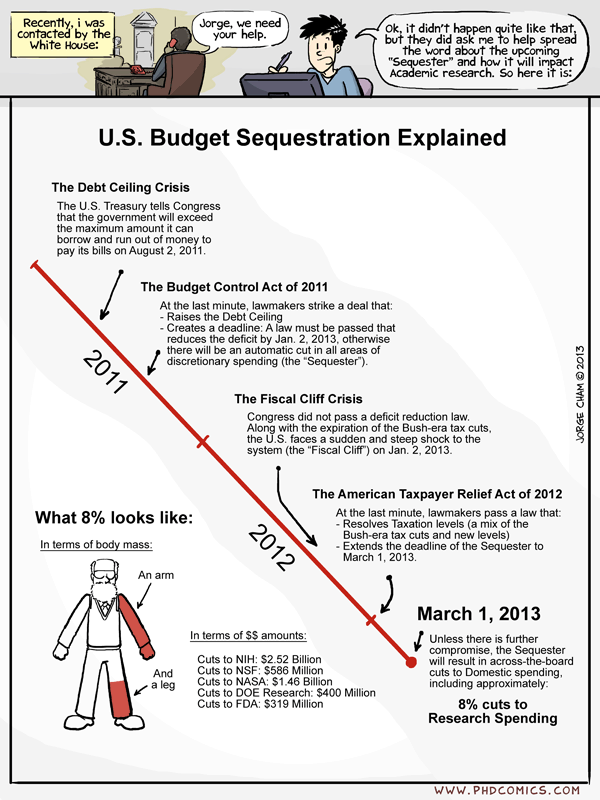 Recently, i was
contacted by the
White House:
Jorge, we need
your help.
Ok, it didn't happen quite like that,
but they did ask me to help spread
the word about the upcoming
"Sequester" and how it will impact
Academic research. So here it is:
U.S. Budget Sequestration Explained
The Debt Ceiling Crisis
The U.S. Treasury tells Congress
that the government will exceed
the maximum amount it can
borrow and run out of money to
pay its bills on August 2, 2011.
The Budget Control Act of 2011
At the last minute, lawmakers strike a deal that:
- Raises the Debt Ceiling
- Creates a deadline: A law must be passed that
reduces the deficit by Jan. 2, 2013, otherwise
there will be an automatic cut in all areas of
discretionary spending (the "Sequester").
2011
The Fiscal Cliff Crisis
Congress did not pass a deficit reduction law.
Along with the expiration of the Bush-era tax cuts,
the U.S. faces a sudden and steep shock to the
system (the "Fiscal Cliff") on Jan. 2, 2013.
The American Taxpayer Relief Act of 2012
At the last minute, lawmakers pass a law that:
- Resolves Taxation levels (a mix of the
Bush-era tax cuts and new levels)
- Extends the deadline of the Sequester to
March 1, 2013.
2012
March 1, 2013
Unless there is further
compromise, the Sequester
will result in across-the-board
cuts to Domestic spending,
including approximately:
8% cuts to
Research Spending
What 8% looks like:
In terms of body mass:
An arm
And
a leg
In terms of $$ amounts:
Cuts to NIH: $2.52 Billion
Cuts to NSF: $586 Million
Cuts to NASA: $1.46 Billion
Cuts to DOE Research: $400 Million
Cuts to FDA: $319 Million
JORGE CHAM © 2013
WWW.PHDCOMICS.COM